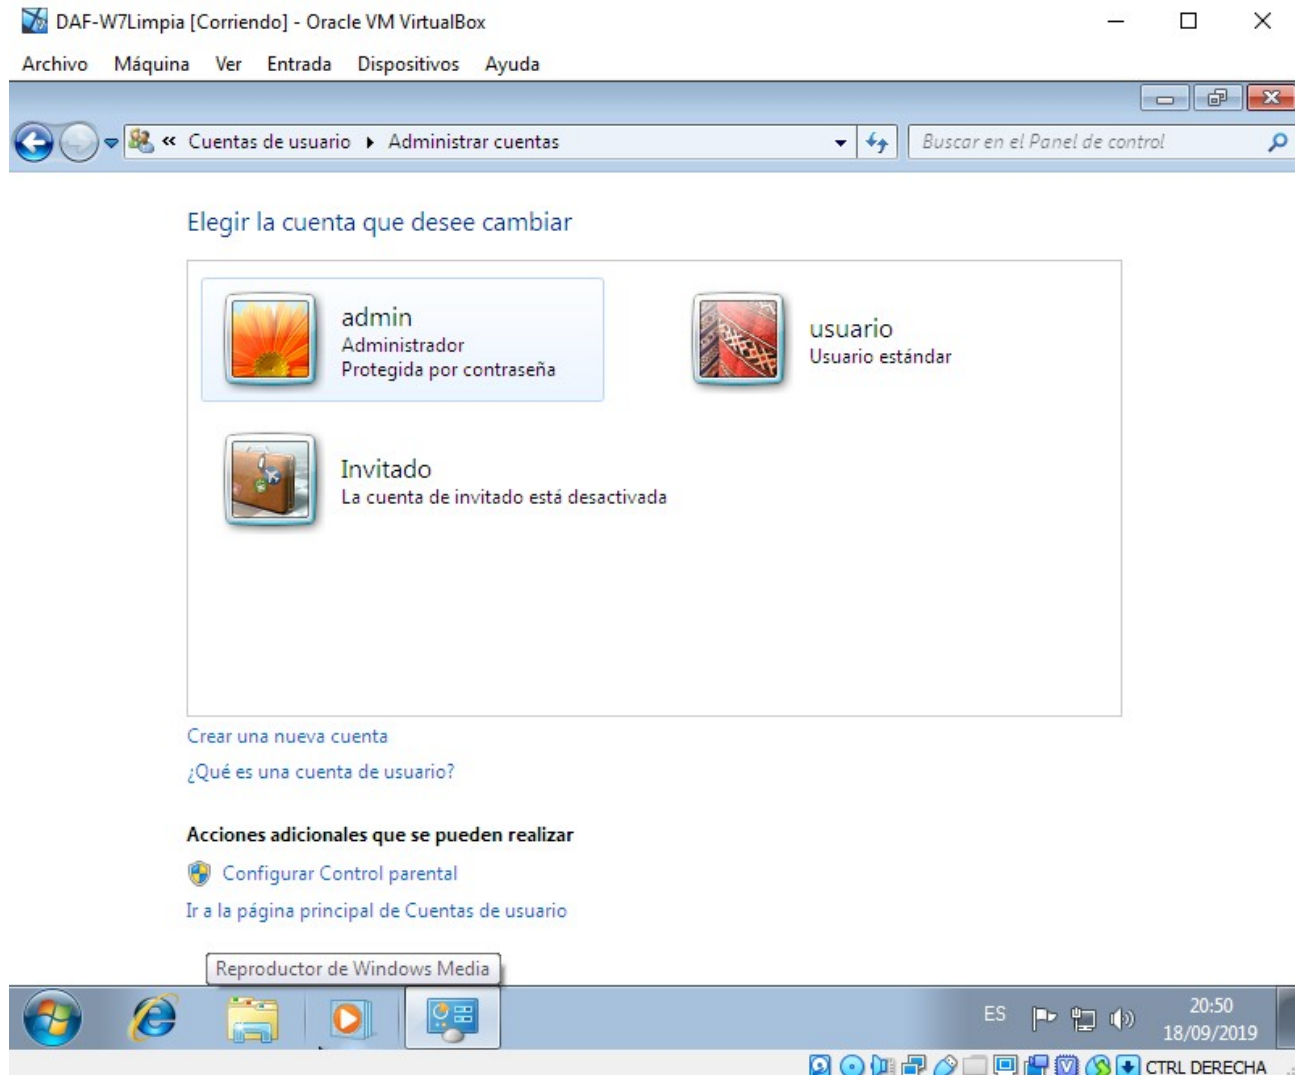 DAF-W7Limpia [Corriendo] - Oracle VM VirtualBox
Archivo Máquina Ver Entrada Dispositivos Ayuda
« Cuentas de usuario Administrar cuentas Buscar en el Panel de control
Elegir la cuenta que desee cambiar
admin
Administrador
Protegida por contraseña
usuario
Usuario estándar
Invitado
La cuenta de invitado está desactivada
Crear una nueva cuenta
¿Qué es una cuenta de usuario?
Acciones adicionales que se pueden realizar
Configurar Control parental
Ir a la página principal de Cuentas de usuario
Reproductor de Windows Media
ES
20:50
18/09/2019
CTRL DERECHA